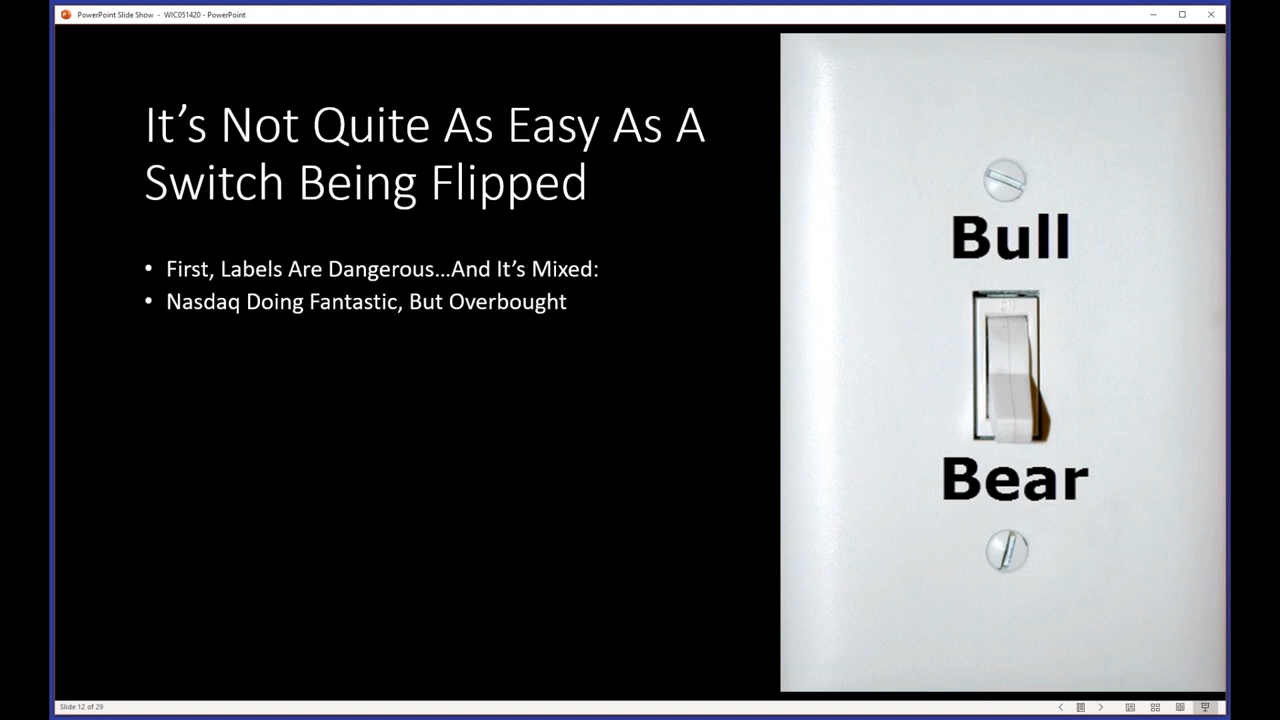 PowerPoint Slide Show - WIC051420 - PowerPoint
It’s Not Quite As Easy As A
Switch Being Flipped
• First, Labels Are Dangerous...And It’s Mixed:
• Nasdaq Doing Fantastic, But Overbought
Bull
Bear
Slide 12 of 29